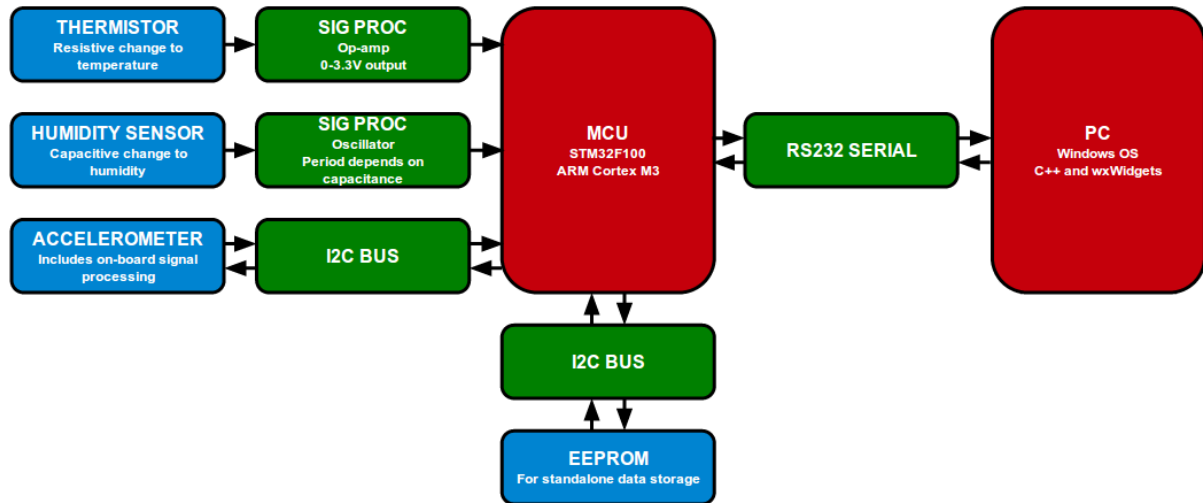 THERMISTOR
Resistive change to
temperature
SIG PROC
Op-amp
0-3.3V output
HUMIDITY SENSOR
Capacitive change to
humidity
SIG PROC
Oscillator
Period depends on
capacitance
ACCELEROMETER
Includes on-board signal
processing
I2C BUS
MCU
STM32F100
ARM Cortex M3
RS232 SERIAL
PC
Windows OS
C++ and wxWidgets
I2C BUS
EEPROM
For standalone data storage